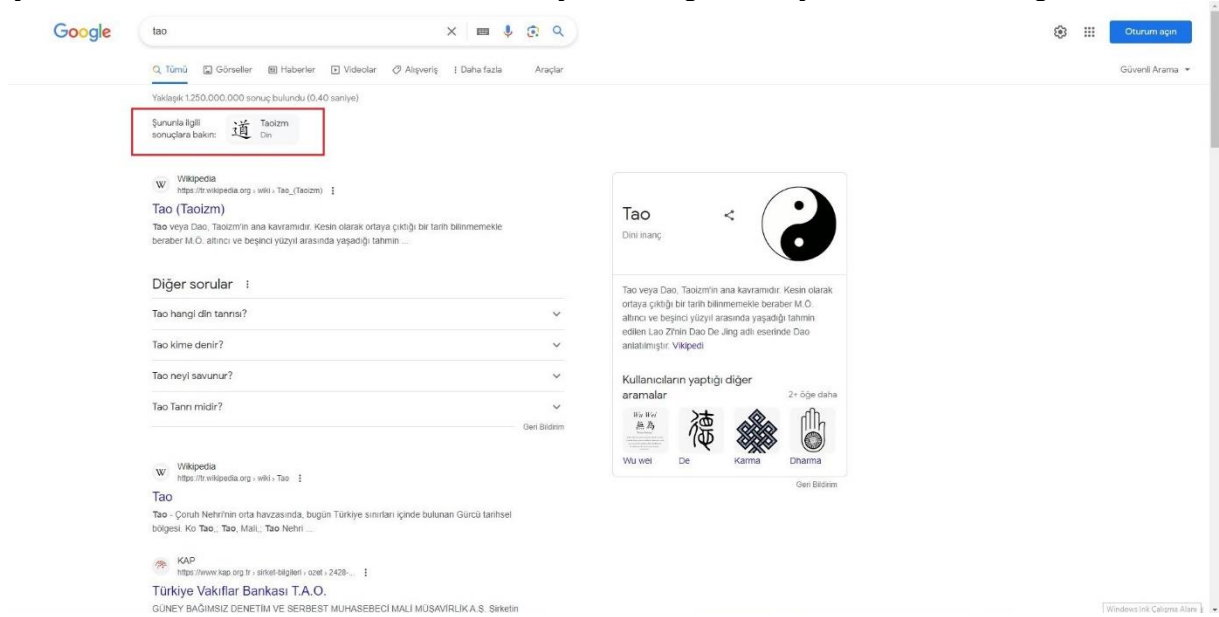 Google
tao
Oturum açın
Tümü Görseller Haberler Videolar Alışveriş Daha fazla Araçlar
Güvenli Arama
Yaklaşık 1.250.000.000 sonuç bulundu (0,40 saniye)
Şununla ilgili
sonuçlara bakın:
道
Taoizm
Din
W
Wikipedia
https://tr.wikipedia.org › wiki › Tao_(Taoizm)
Tao (Taoizm)
Tao veya Dao, Taoizm'in ana kavramıdır. Kesin olarak ortaya çıktığı bir tarih bilinmemekle
beraber M.Ö. altıncı ve beşinci yüzyıl arasında yaşadığı tahmin ...
Diğer sorular
Tao hangi din tanrısı?
Tao kime denir?
Tao neyi savunur?
Tao Tanrı mıdır?
Geri Bildirim
W
Wikipedia
https://tr.wikipedia.org › wiki › Tao
Tao
Tao - Çoruh Nehri'nin orta havzasında, bugün Türkiye sınırları içinde bulunan Gürcü tarihsel
bölgesi. Ko Tao,; Tao, Mali,; Tao Nehri ...
KAP
https://www.kap.org.tr › sirket-bilgileri › ozet › 2428-...
Türkiye Vakıflar Bankası T.A.O.
GÜNEY BAĞIMSIZ DENETİM VE SERBEST MUHASEBECİ MALİ MÜŞAVİRLİK A.Ş. Şirketin
Tao
Dini inanç
Tao veya Dao, Taoizm'in ana kavramıdır. Kesin olarak
ortaya çıktığı bir tarih bilinmemekle beraber M.Ö.
altıncı ve beşinci yüzyıl arasında yaşadığı tahmin
edilen Lao Zi'nin Dao De Jing adlı eserinde Dao
anlatılmıştır. Vikipedi
Kullanıcıların yaptığı diğer
aramalar
2+ öğe daha
Wu Wei
無為
德
Wu wei De Karma Dharma
Geri Bildirim
Windows Ink Çalışma Alanı